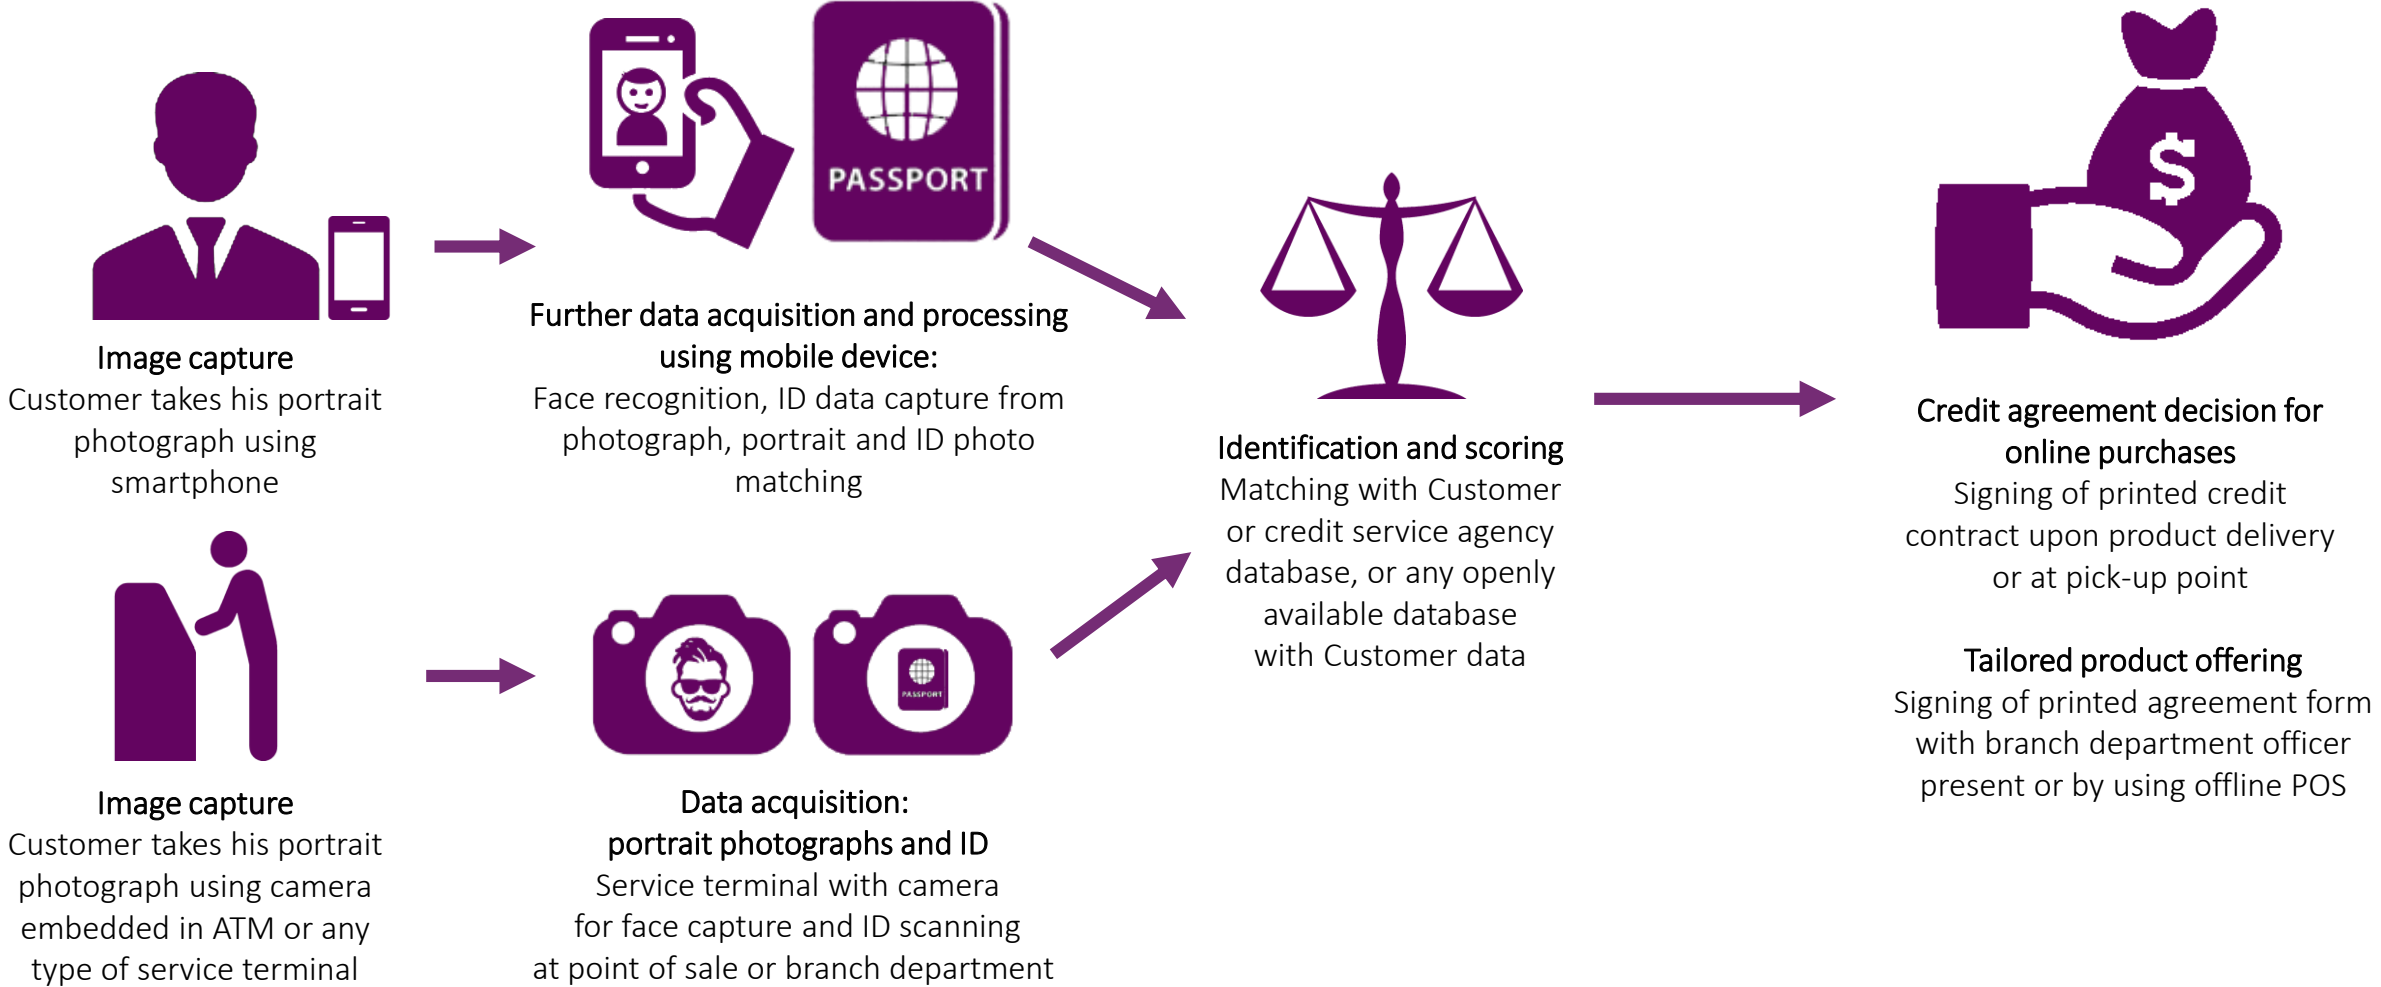 PASSPORT
Image capture
Customer takes his portrait
photograph using
smartphone
Further data acquisition and processing
using mobile device:
Face recognition, ID data capture from
photograph, portrait and ID photo
matching
Image capture
Customer takes his portrait
photograph using camera
embedded in ATM or any
type of service terminal
PASSPORT
Data acquisition:
portrait photographs and ID
Service terminal with camera
for face capture and ID scanning
at point of sale or branch department
Identification and scoring
Matching with Customer
or credit service agency
database, or any openly
available database
with Customer data
$
Credit agreement decision for
online purchases
Signing of printed credit
contract upon product delivery
or at pick-up point
Tailored product offering
Signing of printed agreement form
with branch department officer
present or by using offline POS